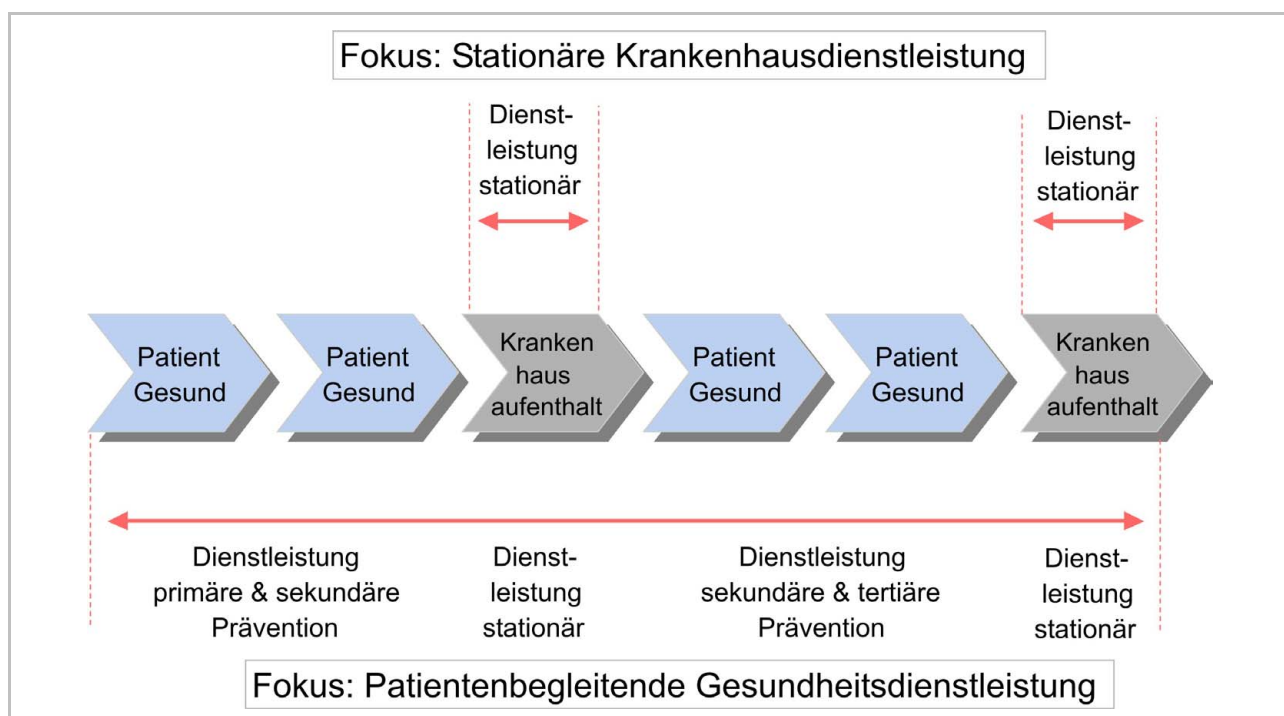 Fokus: Stationäre Krankenhausdienstleistung
Dienst-
leistung
stationär
Dienst-
leistung
stationär
Patient
Gesund
Patient
Gesund
Kranken
haus
aufenthalt
Patient
Gesund
Patient
Gesund
Kranken
haus
aufenthalt
Dienstleistung
primäre & sekundäre
Prävention
Dienst-
leistung
stationär
Dienstleistung
sekundäre & tertiäre
Prävention
Dienst-
leistung
stationär
Fokus: Patientenbegleitende Gesundheitsdienstleistung